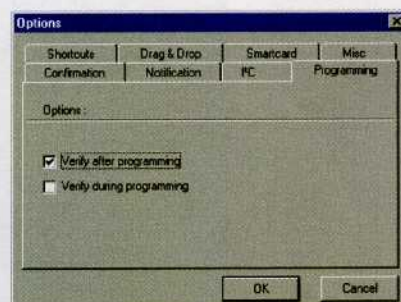 Options
Shortcuts Drag & Drop Smartcard Misc
Confirmation Notification I²C Programming
Options :
Verify after programming
Verify during programming
OK Cancel